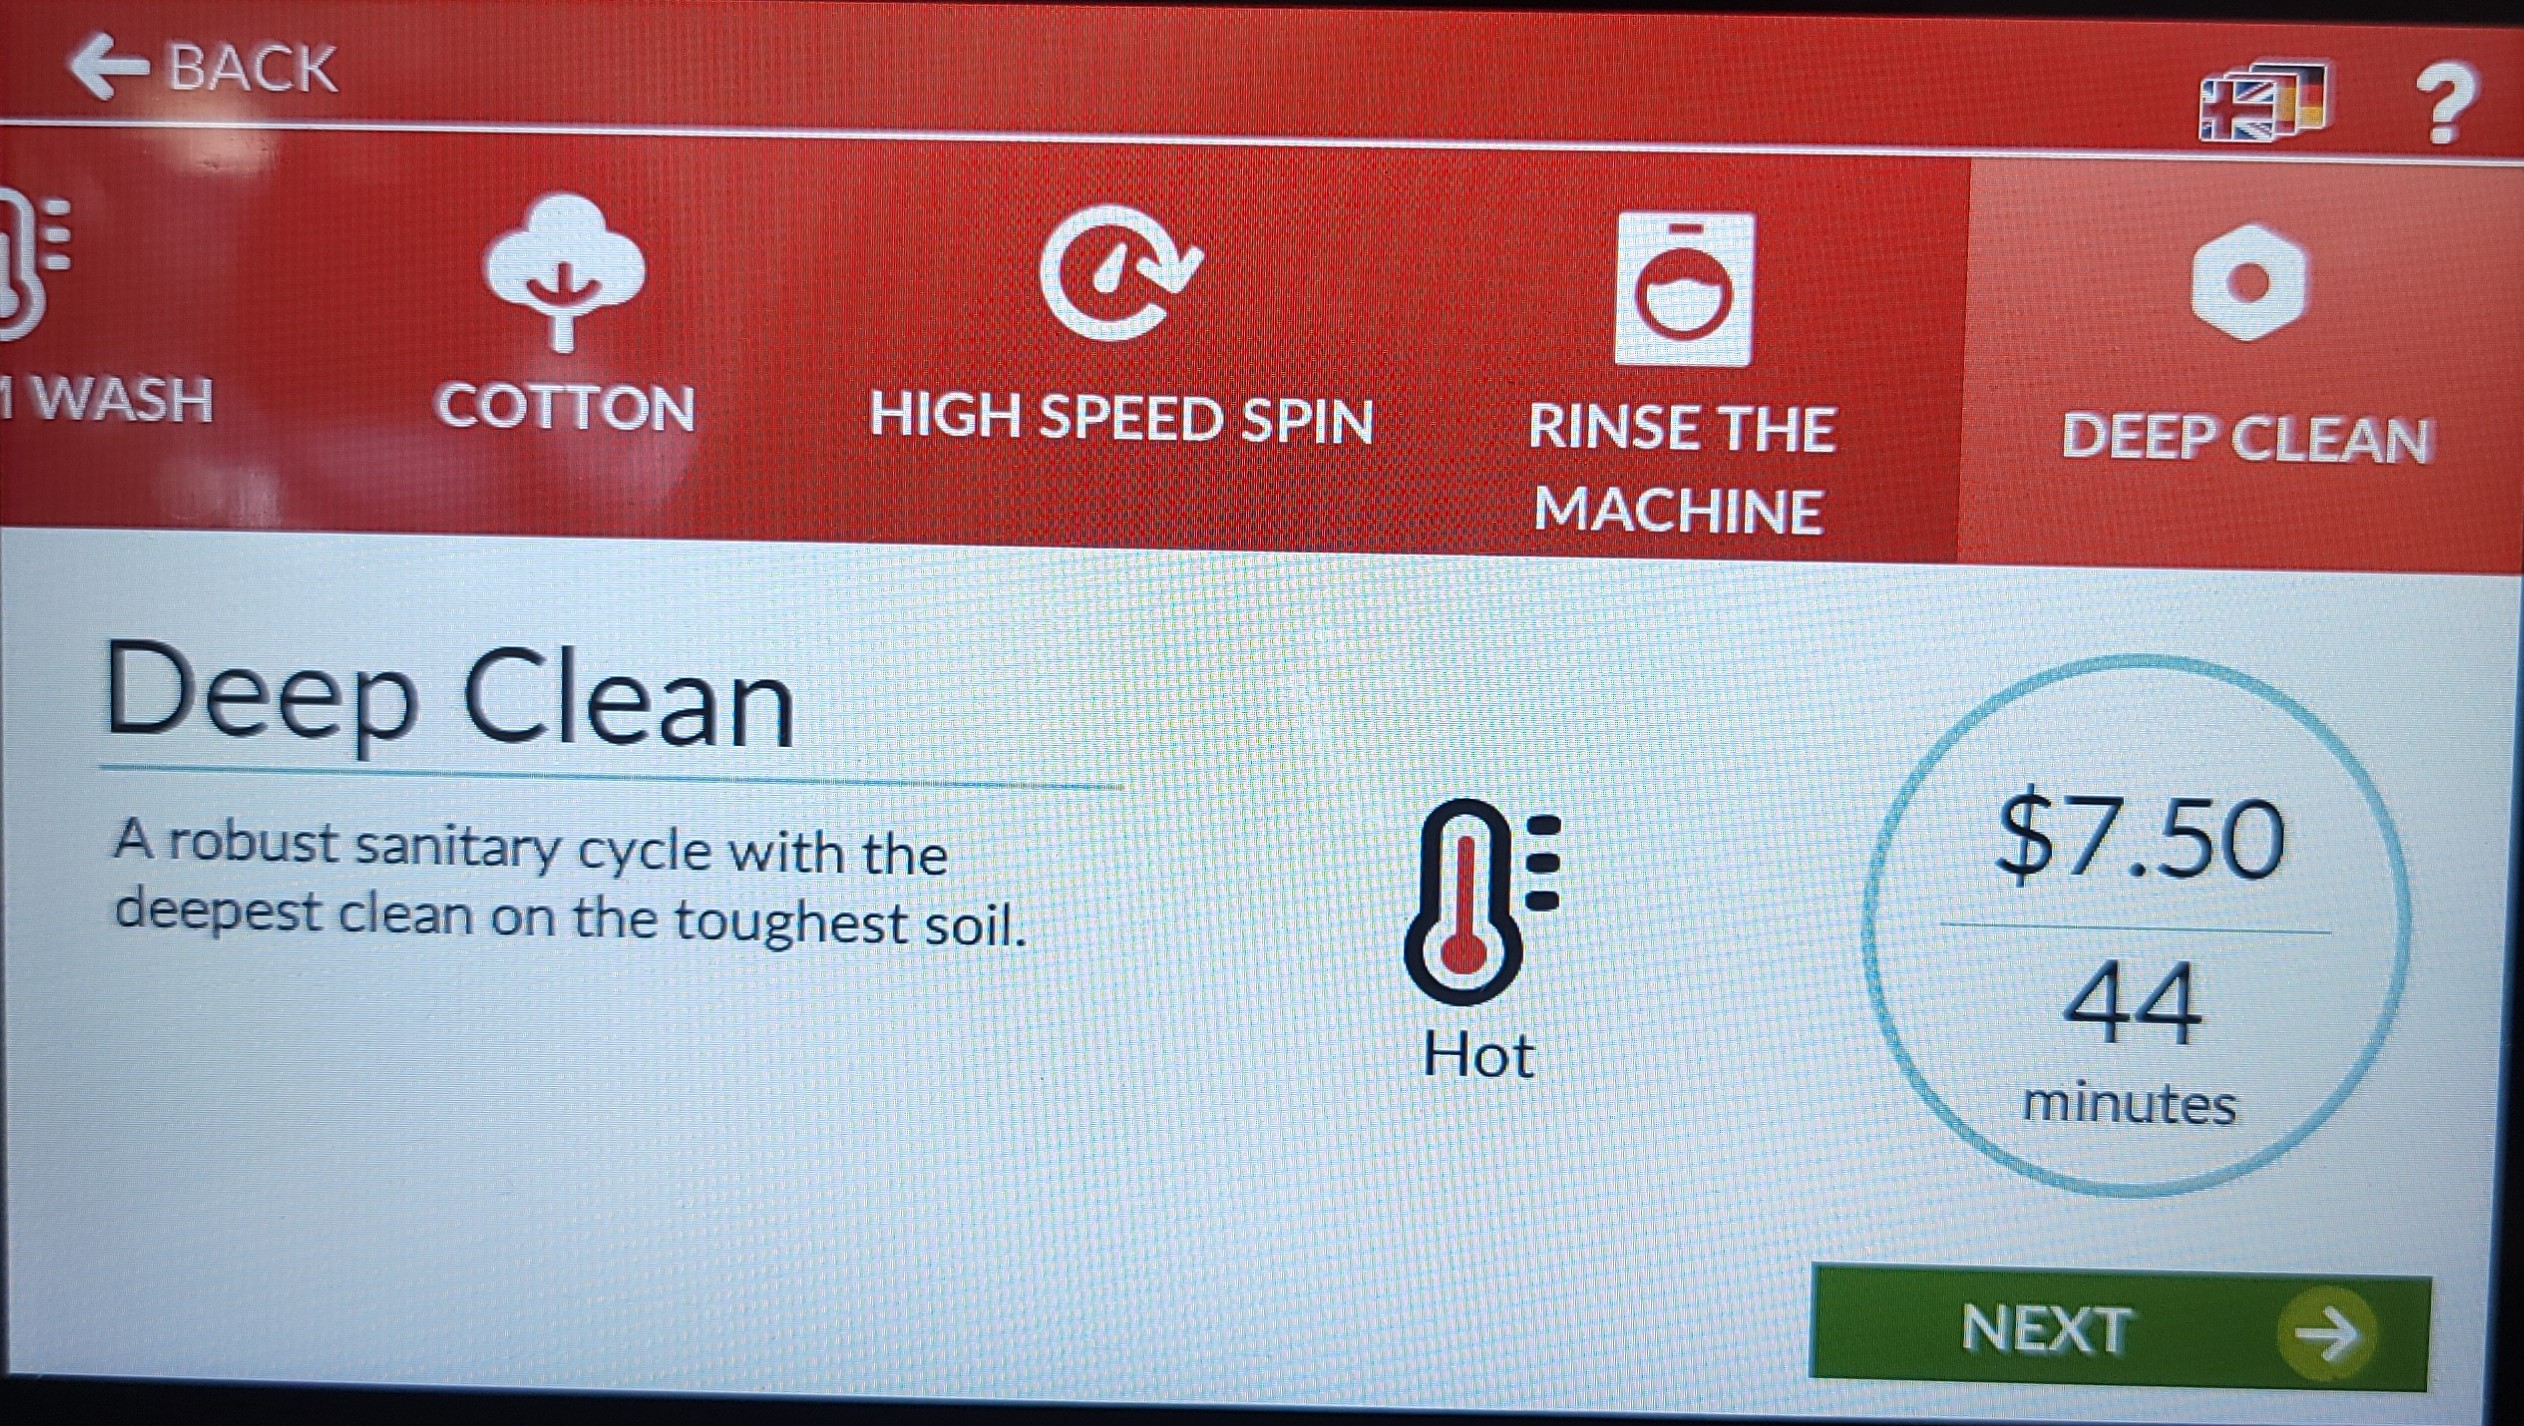 BACK
?
WASH
COTTON
HIGH SPEED SPIN
RINSE THE
MACHINE
DEEP CLEAN
Deep Clean
A robust sanitary cycle with the
deepest clean on the toughest soil.
Hot
$7.50
44
minutes
NEXT